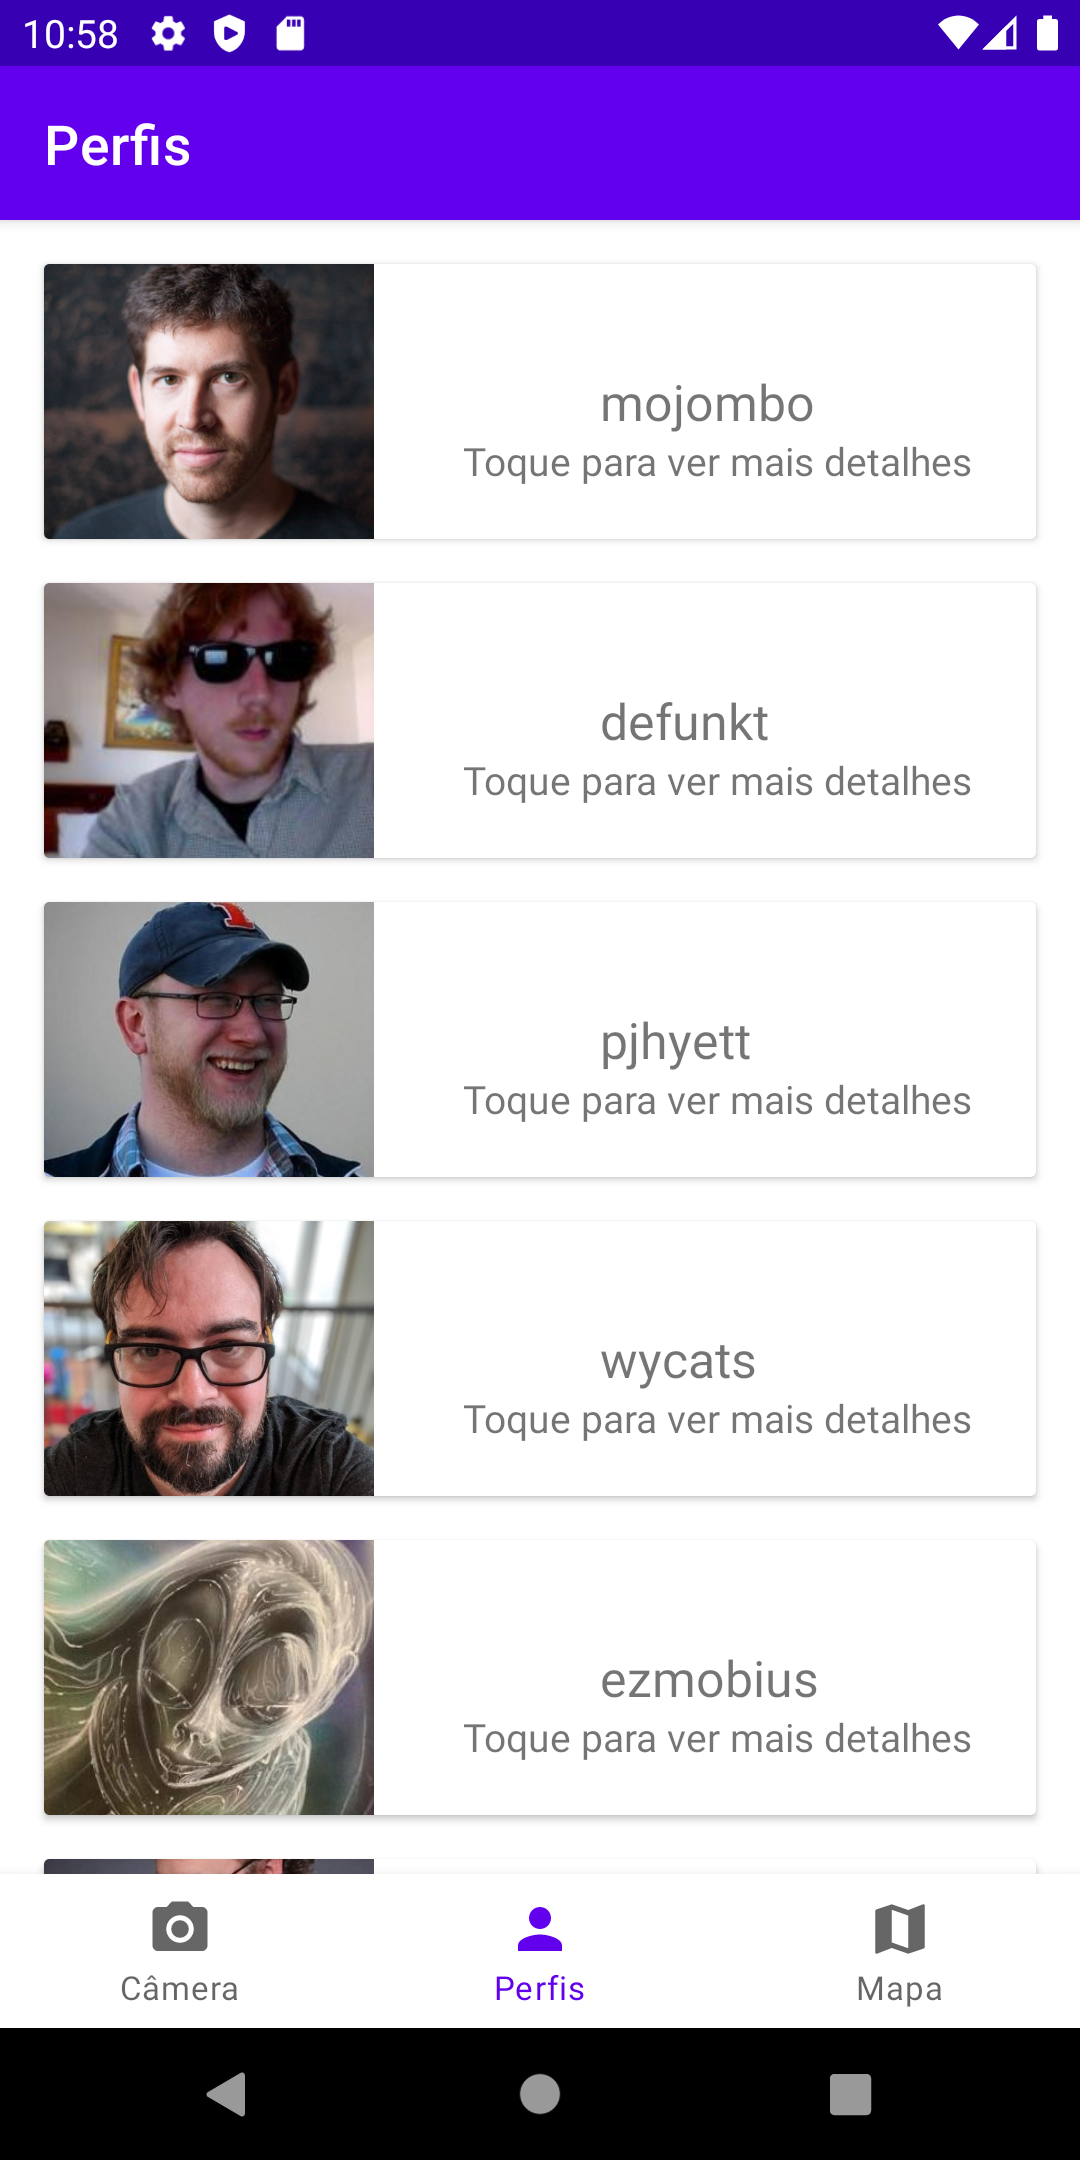 10:58
Perfis
mojombo
Toque para ver mais detalhes
defunkt
Toque para ver mais detalhes
pjhyett
Toque para ver mais detalhes
wycats
Toque para ver mais detalhes
ezmobius
Toque para ver mais detalhes
Câmera
Perfis
Mapa